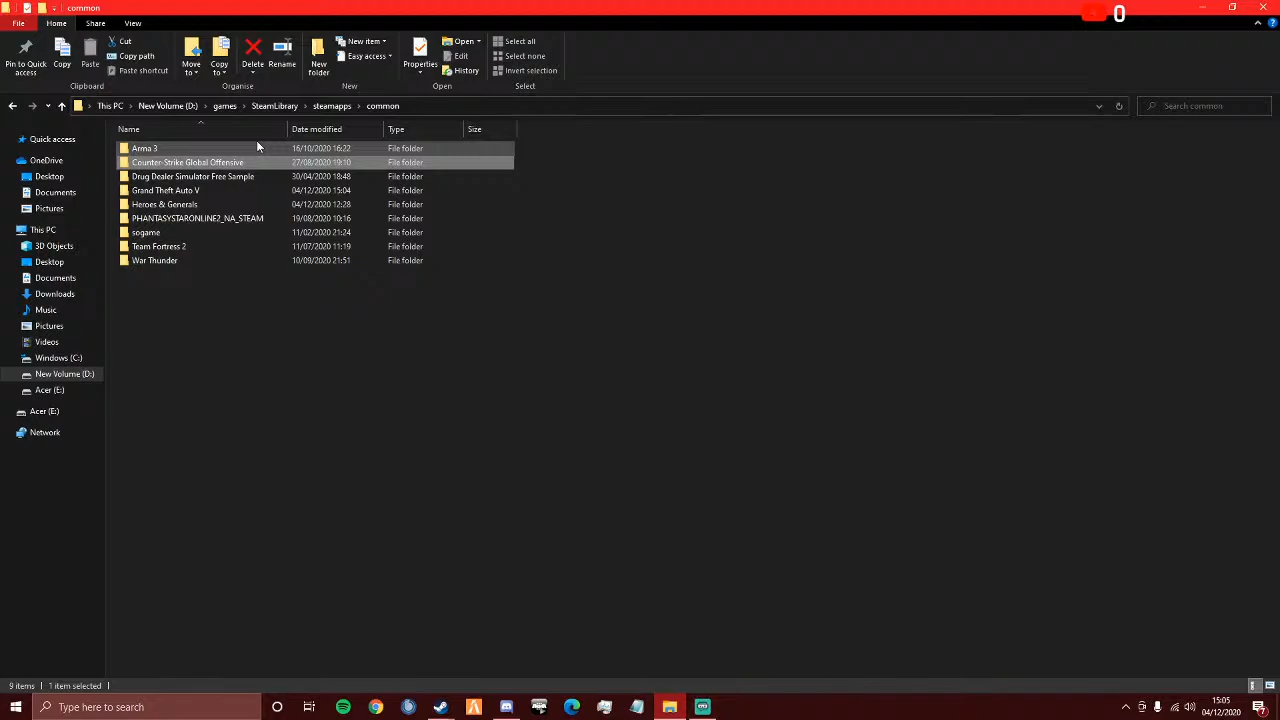 common
0
File Home Share View
Pin to Quick access
Copy
Paste
Cut
Copy path
Paste shortcut
Clipboard
Move to
Copy to
Delete
Rename
Organise
New folder
New item
Easy access
New
Properties
Open
Edit
History
Open
Select all
Select none
Invert selection
Select
This PC > New Volume (D:) > games > SteamLibrary > steamapps > common
Search common
Name Date modified Type Size
Arma 3 16/10/2020 16:22 File folder
Counter-Strike Global Offensive 27/08/2020 19:10 File folder
Drug Dealer Simulator Free Sample 30/04/2020 18:48 File folder
Grand Theft Auto V 04/12/2020 15:04 File folder
Heroes & Generals 04/12/2020 12:28 File folder
PHANTASYSTARONLINE2_NA_STEAM 19/08/2020 10:16 File folder
sogame 11/02/2020 21:24 File folder
Team Fortress 2 11/07/2020 11:19 File folder
War Thunder 10/09/2020 21:51 File folder
Quick access
OneDrive
Desktop
Documents
Pictures
This PC
3D Objects
Desktop
Documents
Downloads
Music
Pictures
Videos
Windows (C:)
New Volume (D:)
Acer (E:)
Acer (E:)
Network
9 items 1 item selected
Type here to search
15:05
04/12/2020